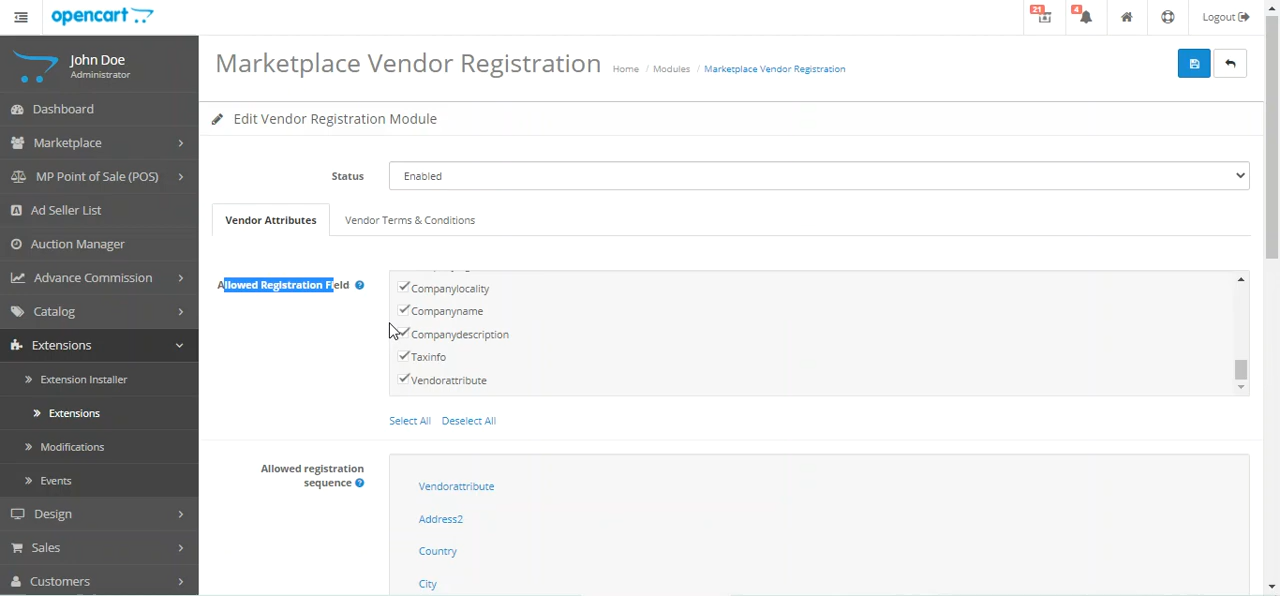 opencart
21
4
Logout
John Doe
Administrator
Marketplace Vendor Registration
Home / Modules / Marketplace Vendor Registration
Dashboard
Marketplace
MP Point of Sale (POS)
Ad Seller List
Auction Manager
Advance Commission
Catalog
Extensions
Extension Installer
Extensions
Modifications
Events
Design
Sales
Customers
Edit Vendor Registration Module
Status
Enabled
Vendor Attributes
Vendor Terms & Conditions
Allowed Registration Field
Companylocality
Companyname
Companydescription
Taxinfo
Vendorattribute
Select All Deselect All
Allowed registration
sequence
Vendorattribute
Address2
Country
City